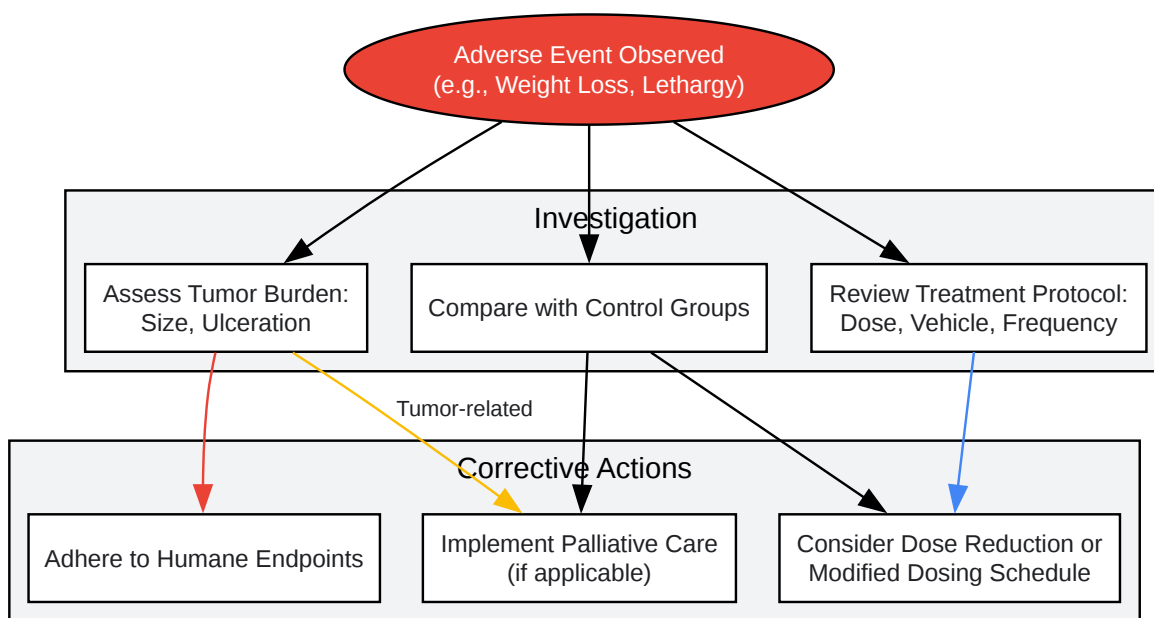 Adverse Event Observed
(e.g., Weight Loss, Lethargy)
Investigation
Assess Tumor Burden:
Size, Ulceration
Compare with Control Groups
Review Treatment Protocol:
Dose, Vehicle, Frequency
Tumor-related
Corrective Actions
Adhere to Humane Endpoints
Implement Palliative Care
(if applicable)
Consider Dose Reduction or
Modified Dosing Schedule